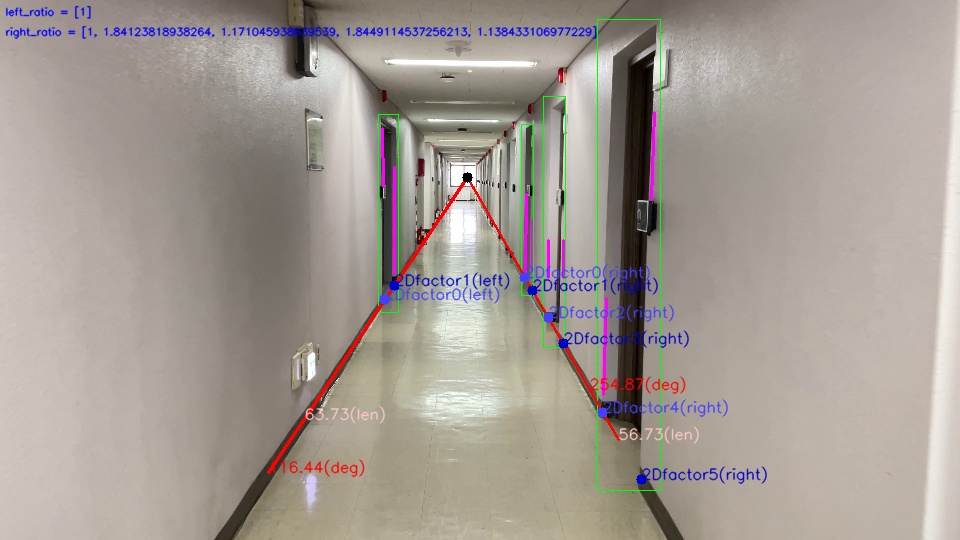 left_ratio = [1]
right_ratio = [1, 1.84123818938264, 1.171045938639539, 1.8449114537256213, 1.138433106977229]
2Dfactor0(right)
2Dfactor1(left)
2Dfactor1(right)
2Dfactor0(left)
2Dfactor2(right)
2Dfactor3(right)
254.87(deg)
2Dfactor4(right)
63.73(len)
56.73(len)
16.44(deg)
2Dfactor5(right)